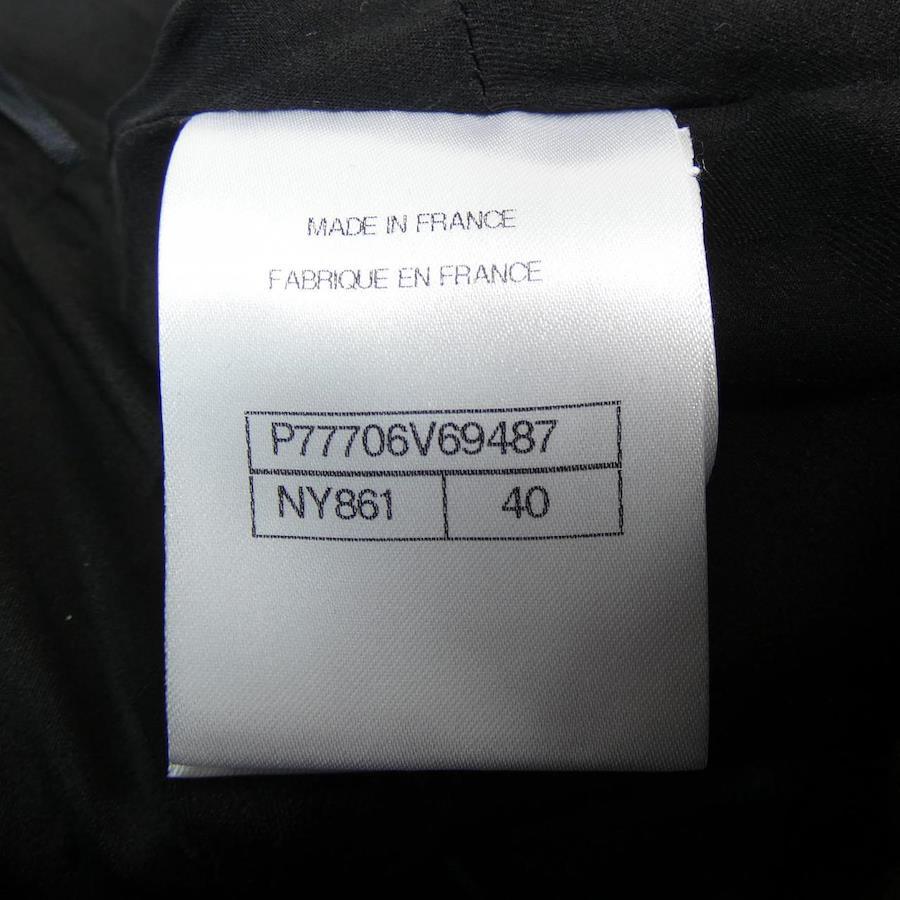 MADE IN FRANCE
FABRIQUE EN FRANCE
P77706V69487
NY861 40